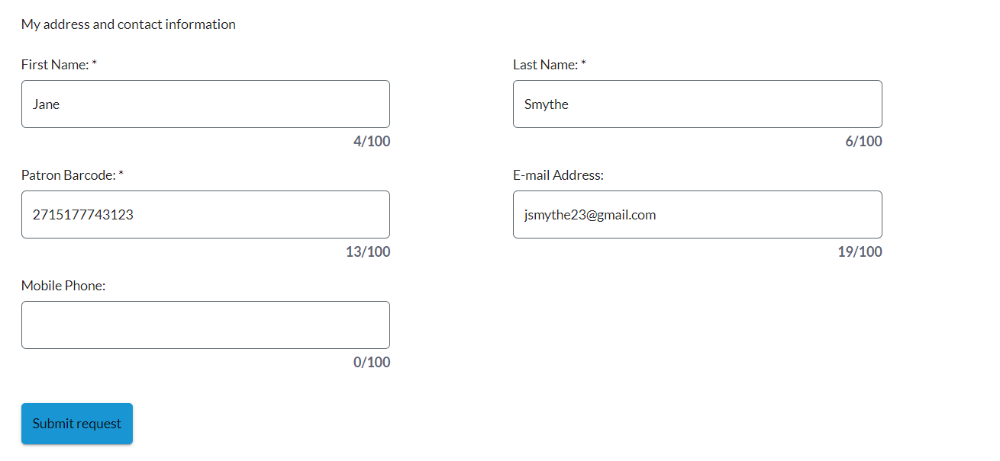 My address and contact information
First Name: *
Last Name: *
Jane
Smythe
4/100
6/100
Patron Barcode: *
E-mail Address:
2715177743123
jsmythe23@gmail.com
13/100
19/100
Mobile Phone:
0/100
Submit request